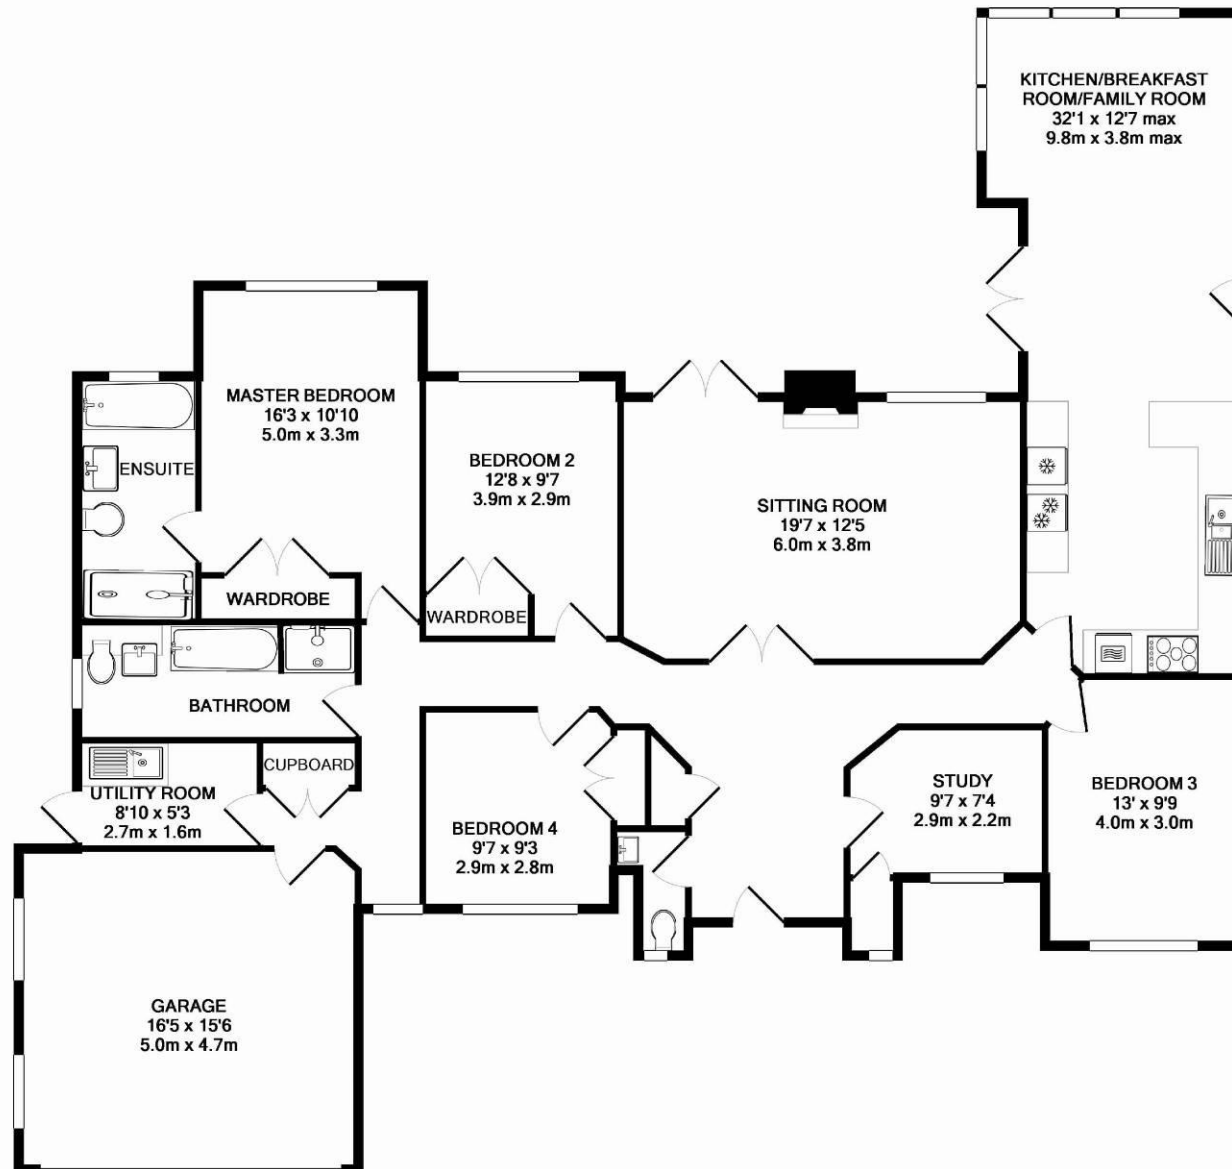 KITCHEN/BREAKFAST
ROOM/FAMILY ROOM
32'1 x 12'7 max
9.8m x 3.8m max
MASTER BEDROOM
16'3 x 10'10
5.0m x 3.3m
ENSUITE
BEDROOM 2
12'8 x 9'7
3.9m x 2.9m
SITTING ROOM
19'7 x 12'5
6.0m x 3.8m
WARDROBE
WARDROBE
BATHROOM
CUPBOARD
UTILITY ROOM
8'10 x 5'3
2.7m x 1.6m
BEDROOM 4
9'7 x 9'3
2.9m x 2.8m
STUDY
9'7 x 7'4
2.9m x 2.2m
BEDROOM 3
13' x 9'9
4.0m x 3.0m
GARAGE
16'5 x 15'6
5.0m x 4.7m